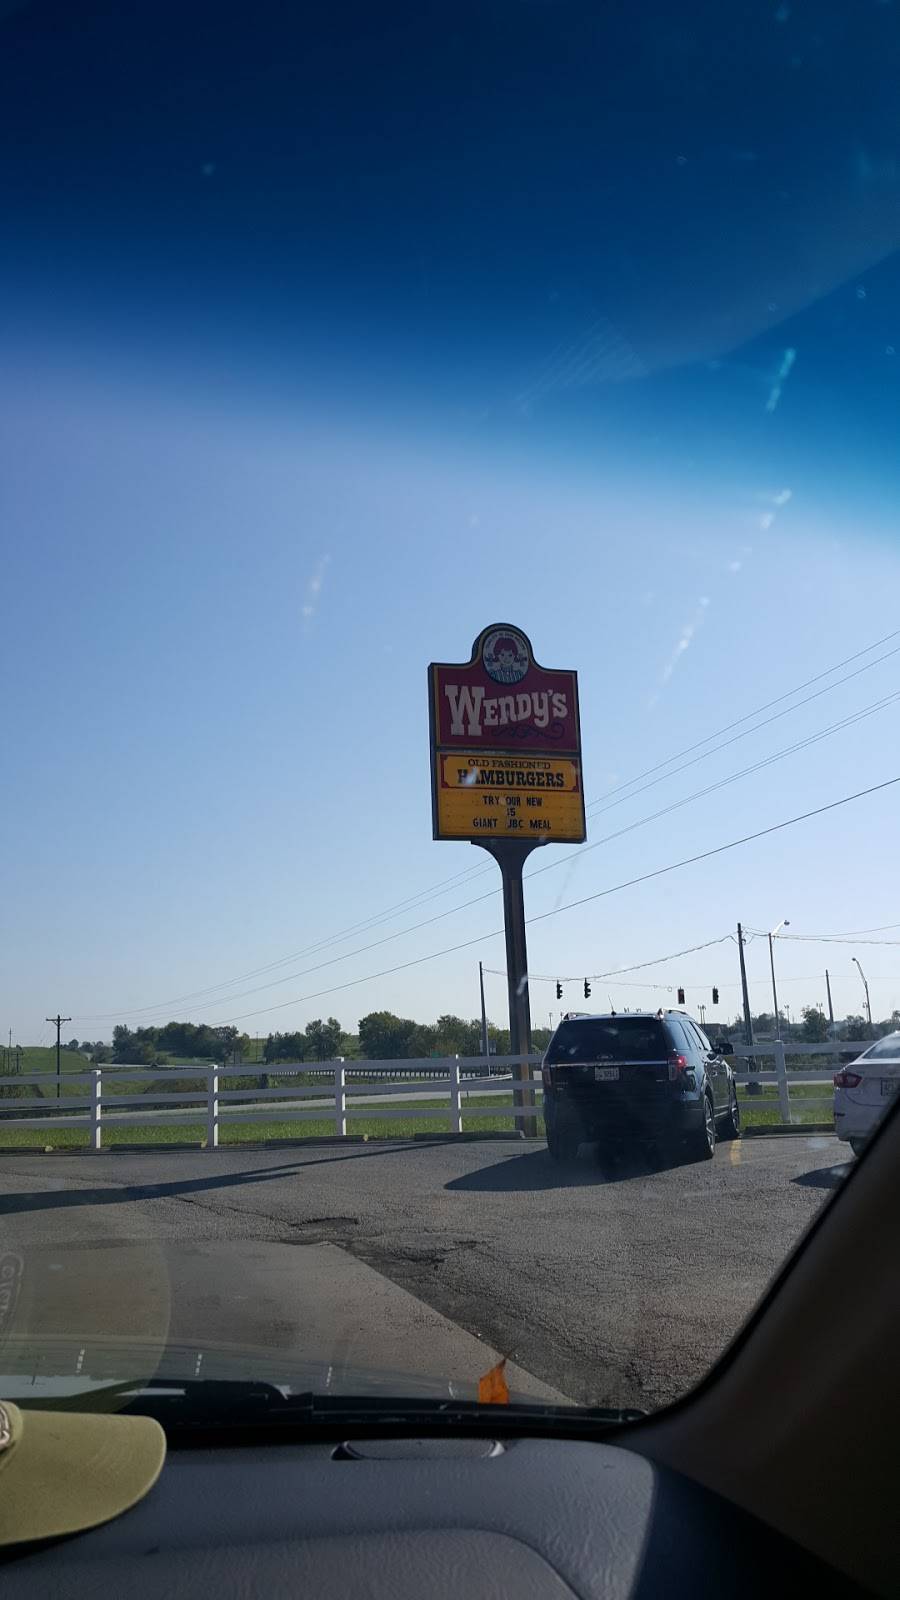 WENDY'S
OLD FASHIONED
HAMBURGERS
TRY OUR NEW
$5
GIANT JBC MEAL